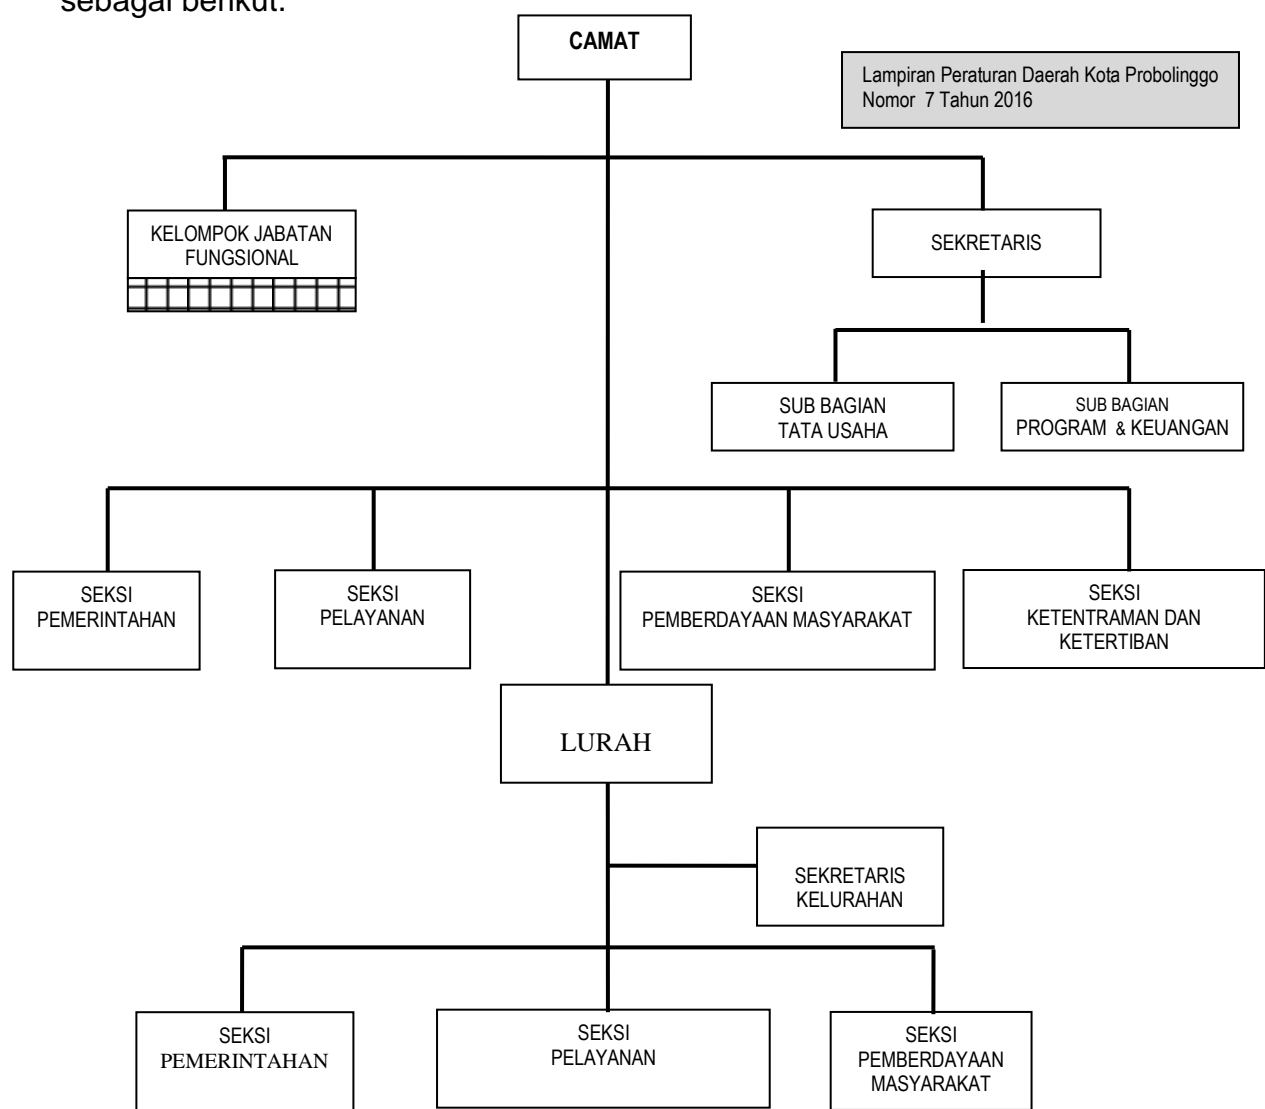 sebagai berikut:
CAMAT
Lampiran Peraturan Daerah Kota Probolinggo
Nomor 7 Tahun 2016
KELOMPOK JABATAN
FUNGSIONAL
SEKRETARIS
SUB BAGIAN
TATA USAHA
SUB BAGIAN
PROGRAM & KEUANGAN
SEKSI
PEMERINTAHAN
SEKSI
PELAYANAN
SEKSI
PEMBERDAYAAN MASYARAKAT
SEKSI
KETENTRAMAN DAN
KETERTIBAN
LURAH
SEKRETARIS
KELURAHAN
SEKSI
PEMERINTAHAN
SEKSI
PELAYANAN
SEKSI
PEMBERDAYAAN
MASYARAKAT